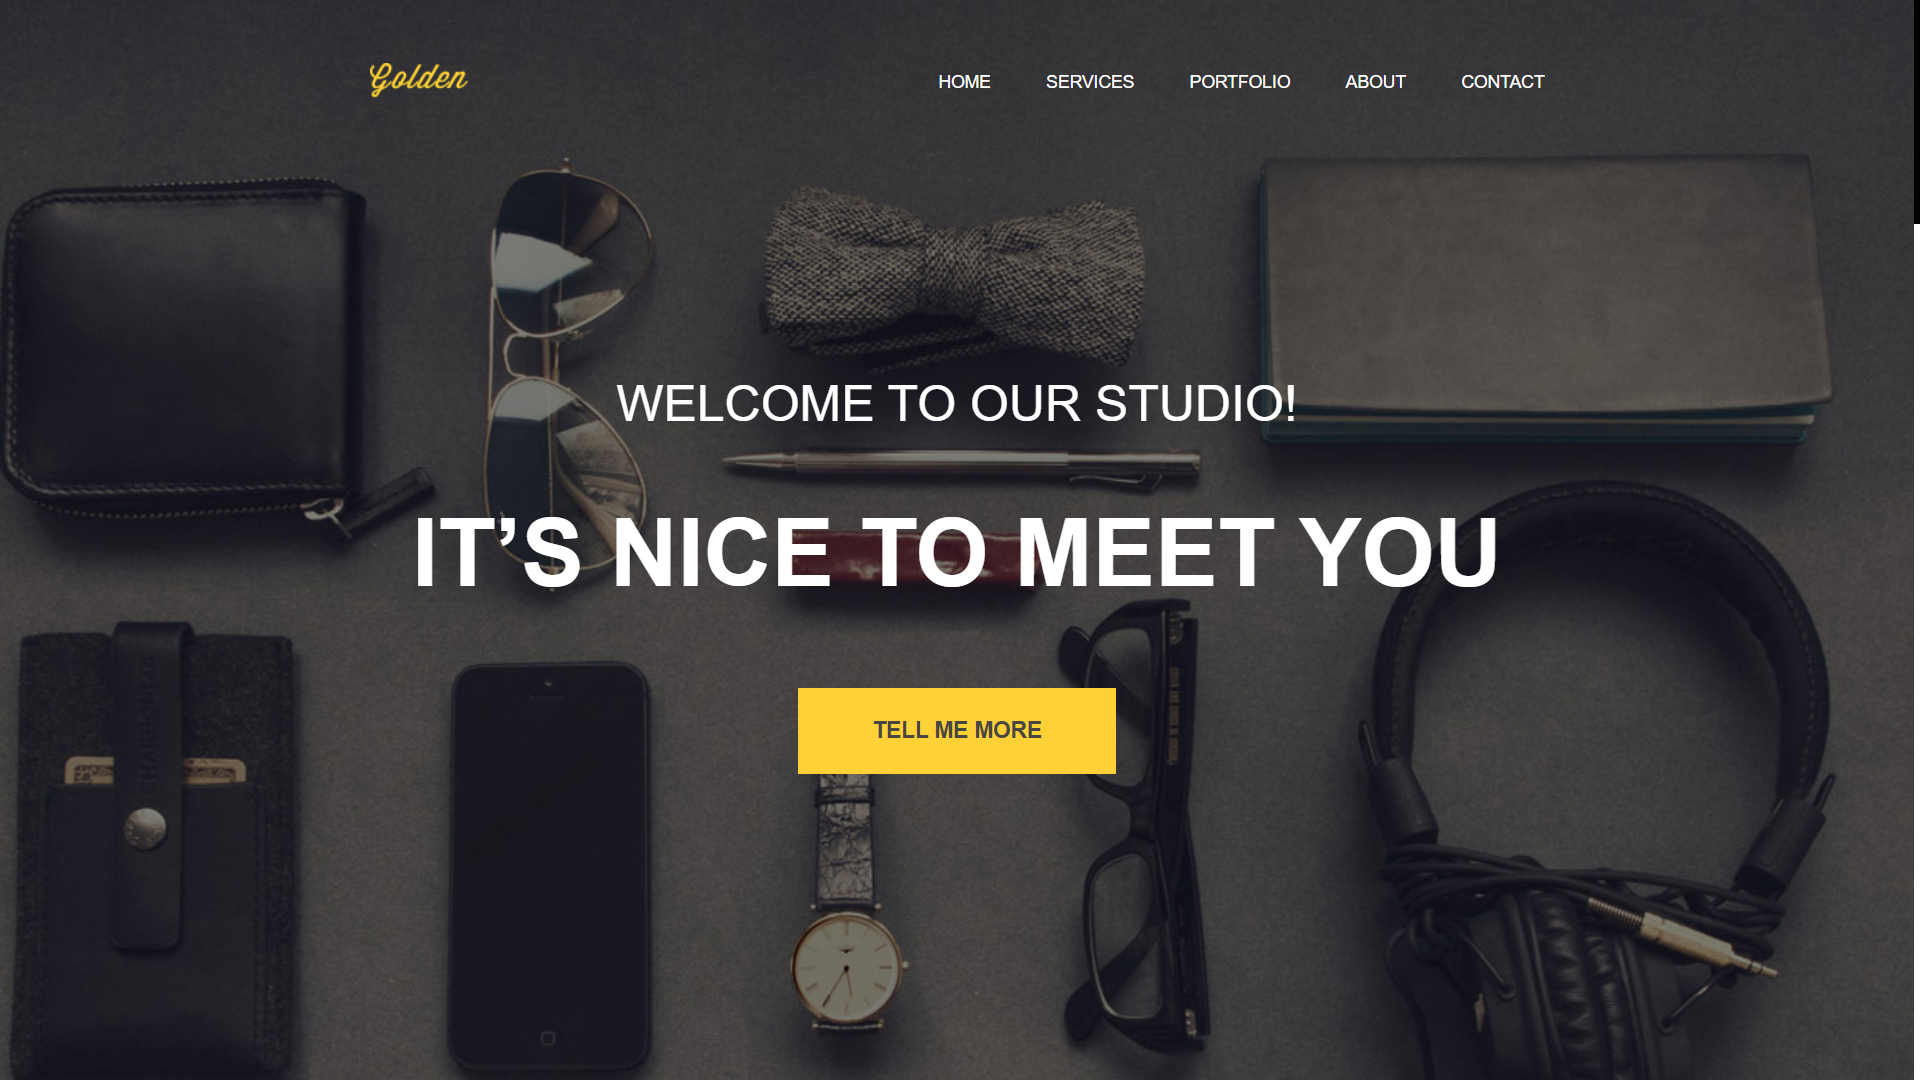 Golden
HOME SERVICES PORTFOLIO ABOUT CONTACT
WELCOME TO OUR STUDIO!
IT’S NICE TO MEET YOU
TELL ME MORE